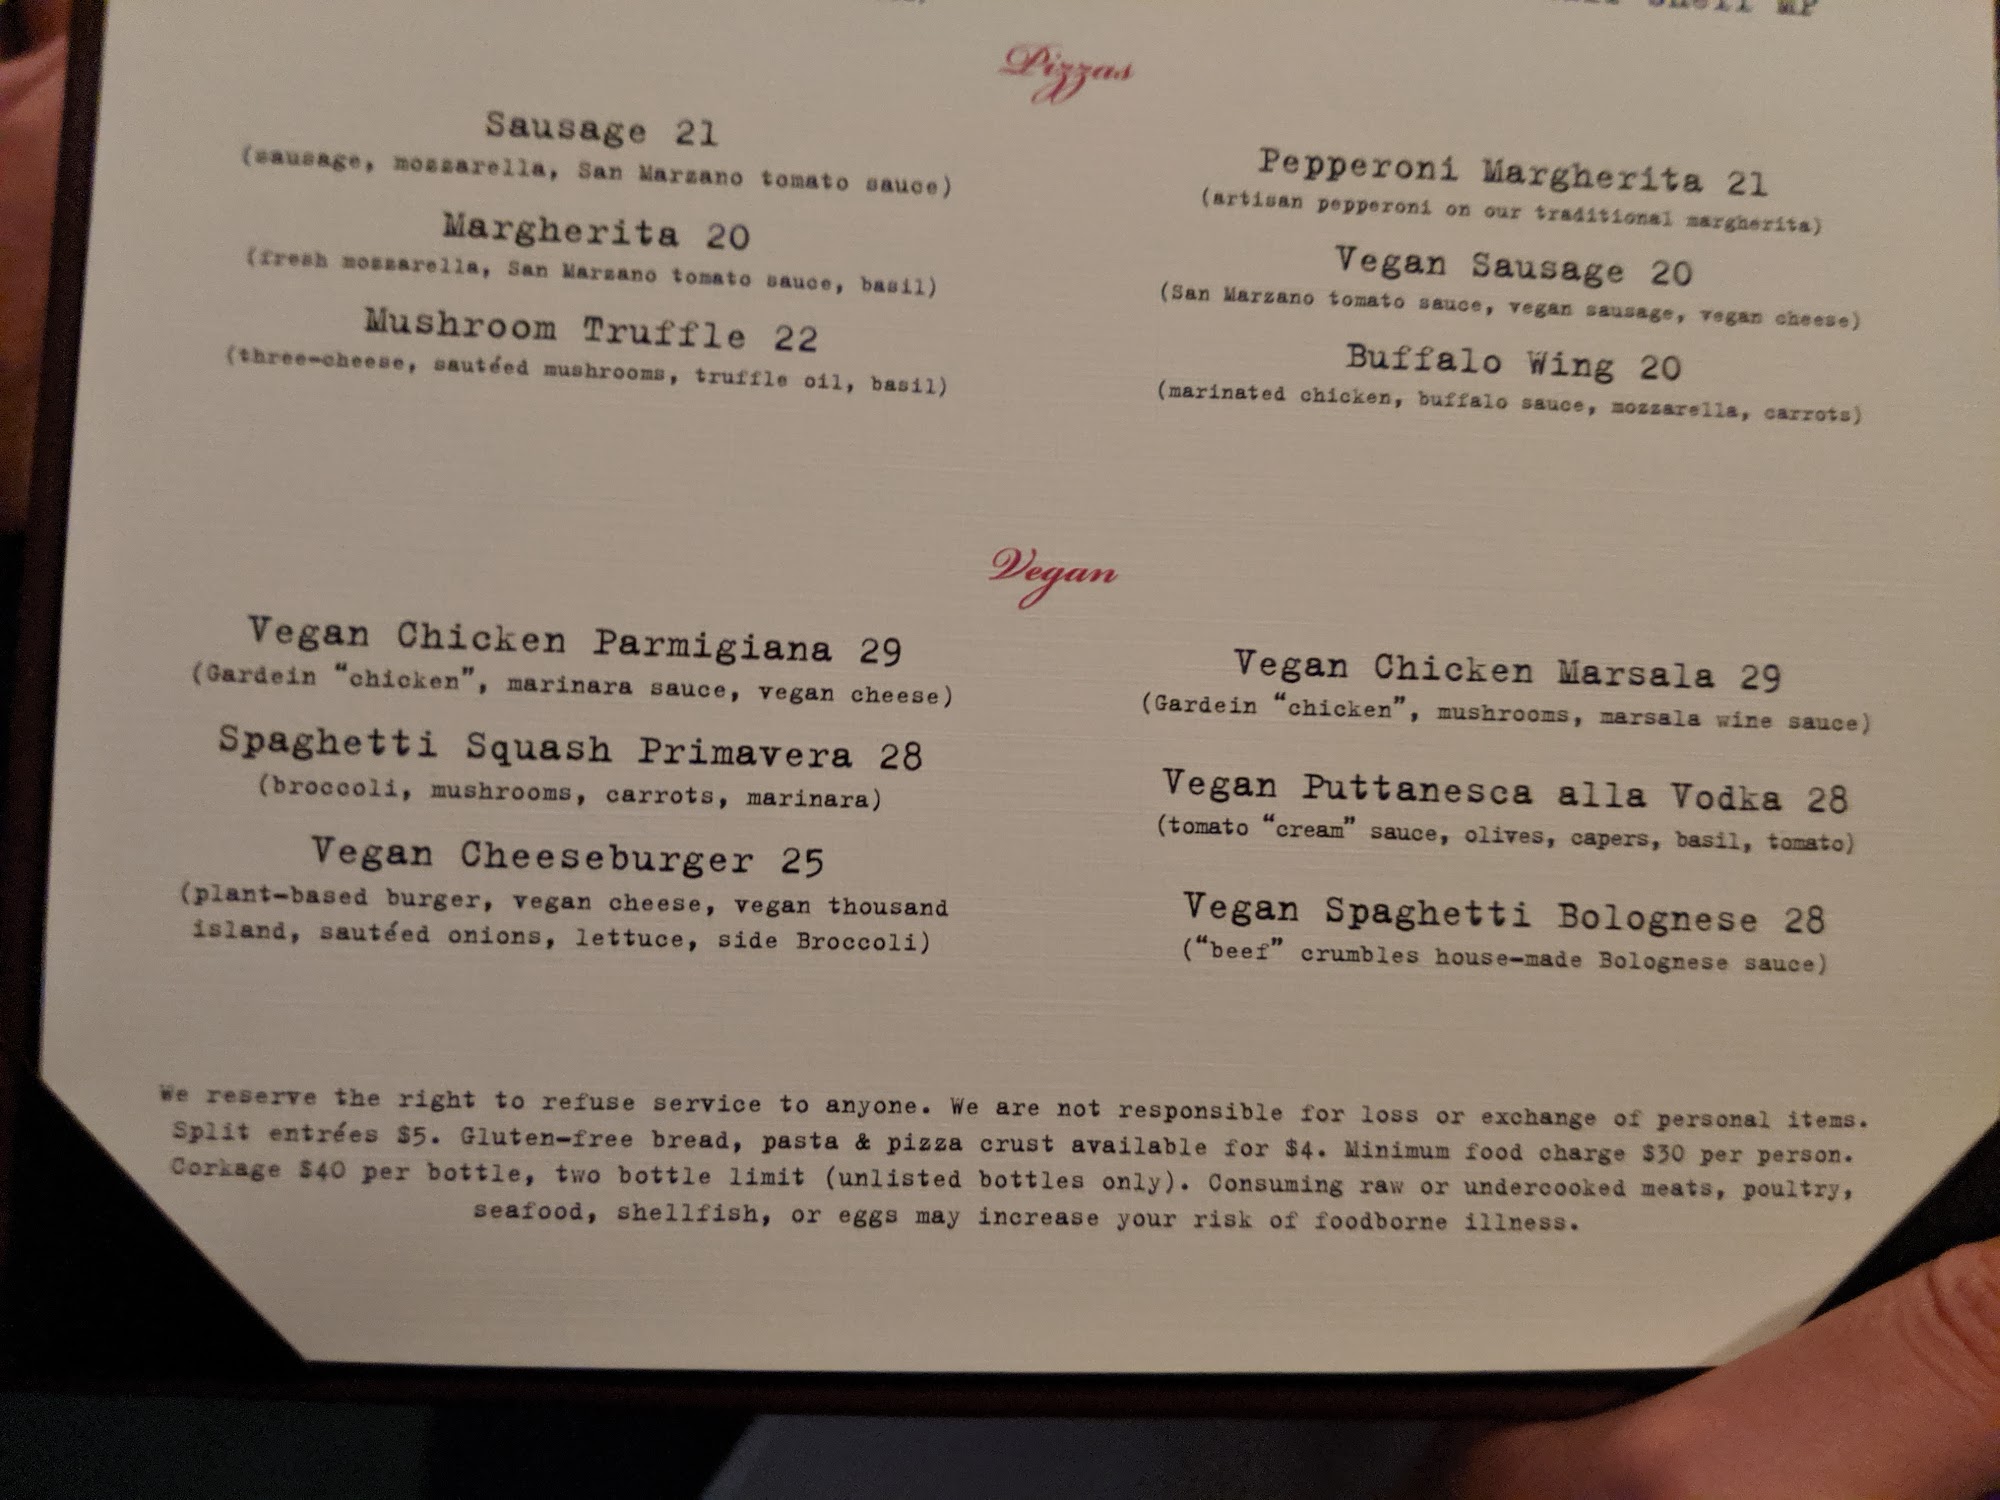 Shell MP
Pizzas
Sausage 21
(sausage, mozzarella, San Marzano tomato sauce)
Margherita 20
(fresh mozzarella, San Marzano tomato sauce, basil)
Mushroom Truffle 22
(three-cheese, sautéed mushrooms, truffle oil, basil)
Pepperoni Margherita 21
(artisan pepperoni on our traditional margherita)
Vegan Sausage 20
(San Marzano tomato sauce, vegan sausage, vegan cheese)
Buffalo Wing 20
(marinated chicken, buffalo sauce, mozzarella, carrots)
Vegan
Vegan Chicken Parmigiana 29
(Gardein “chicken”, marinara sauce, vegan cheese)
Spaghetti Squash Primavera 28
(broccoli, mushrooms, carrots, marinara)
Vegan Cheeseburger 25
(plant-based burger, vegan cheese, vegan thousand
island, sautéed onions, lettuce, side Broccoli)
Vegan Chicken Marsala 29
(Gardein “chicken”, mushrooms, marsala wine sauce)
Vegan Puttanesca alla Vodka 28
(tomato “cream” sauce, olives, capers, basil, tomato)
Vegan Spaghetti Bolognese 28
(“beef” crumbles house-made Bolognese sauce)
We reserve the right to refuse service to anyone. We are not responsible for loss or exchange of personal items.
Split entrées $5. Gluten-free bread, pasta & pizza crust available for $4. Minimum food charge $30 per person.
Corkage $40 per bottle, two bottle limit (unlisted bottles only). Consuming raw or undercooked meats, poultry,
seafood, shellfish, or eggs may increase your risk of foodborne illness.